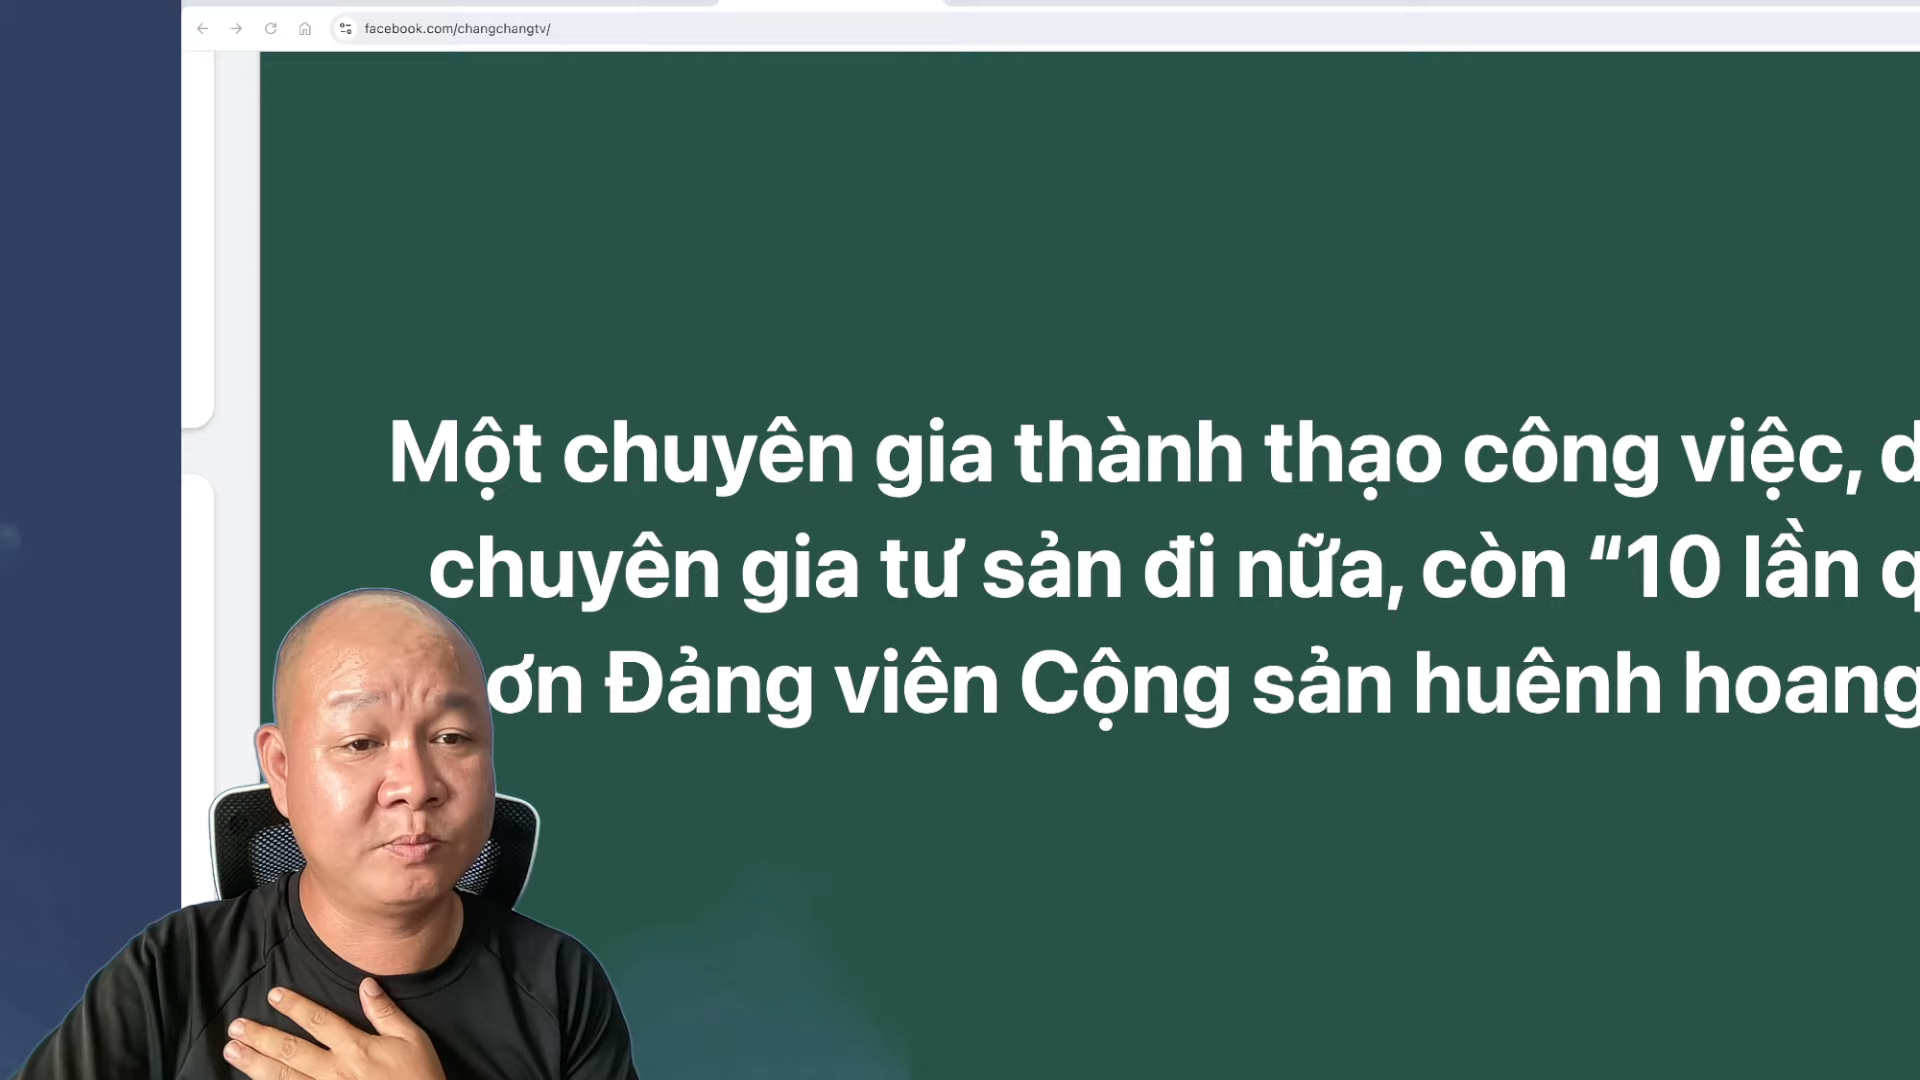 facebook.com/changchangtv/
Một chuyên gia thành thạo công việc,
chuyên gia tư sản đi nữa, còn “10 lần
ơn Đảng viên Cộng sản huênh hoang